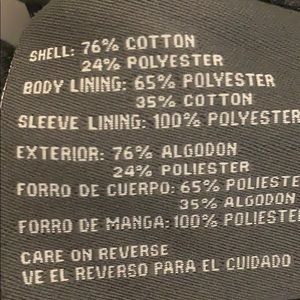 SHELL: 76% COTTON
24% POLYESTER
BODY LINING: 65% POLYESTER
35% COTTON
SLEEVE LINING: 100% POLYESTER
EXTERIOR: 76% ALGODON
24% POLIESTER
FORRO DE CUERPO: 65% POLIESTE
35% ALGODON
FORRO DE MANGA: 100% POLIESTE
CARE ON REVERSE
VE EL REVERSO PARA EL CUIDADO